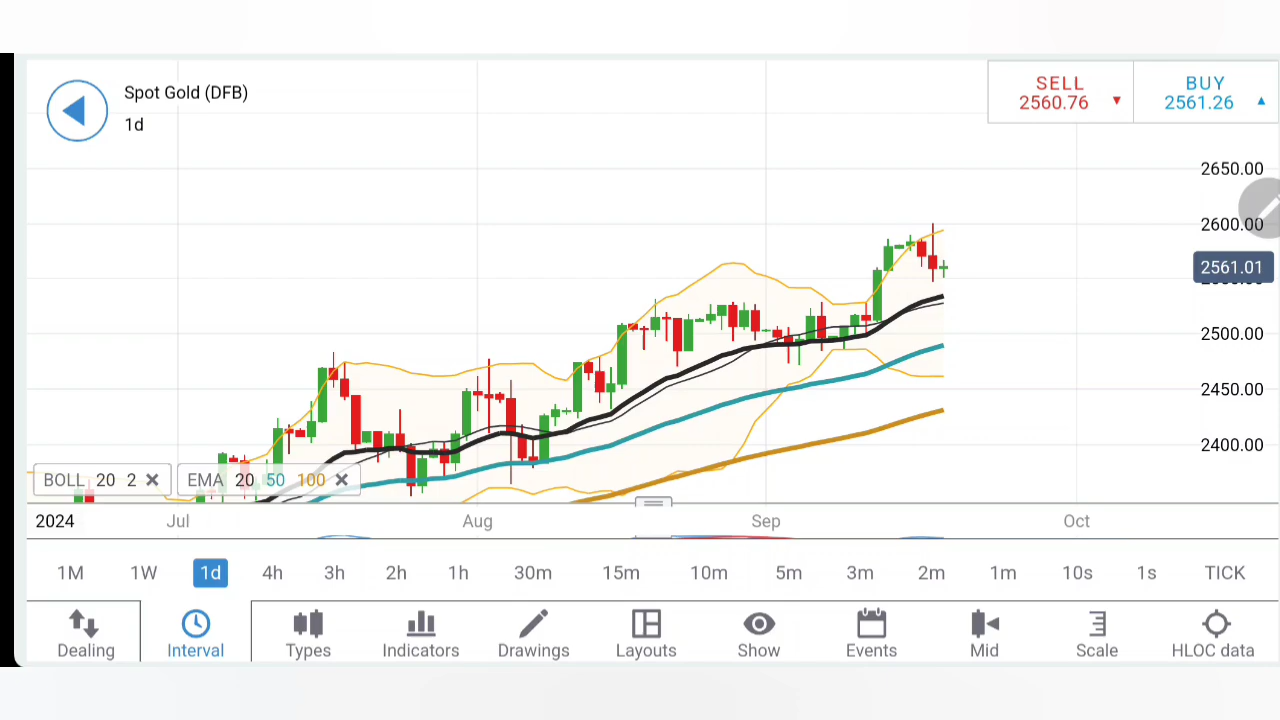 Spot Gold (DFB)
1d
SELL
2560.76
BUY
2561.26
2650.00
2600.00
2561.01
2500.00
2450.00
2400.00
BOLL 20 2
EMA 20 50 100
2024 Jul Aug Sep Oct
1M 1W 1d 4h 3h 2h 1h 30m 15m 10m 5m 3m 2m 1m 10s 1s TICK
Dealing Interval Types Indicators Drawings Layouts Show Events Mid Scale HLOC data